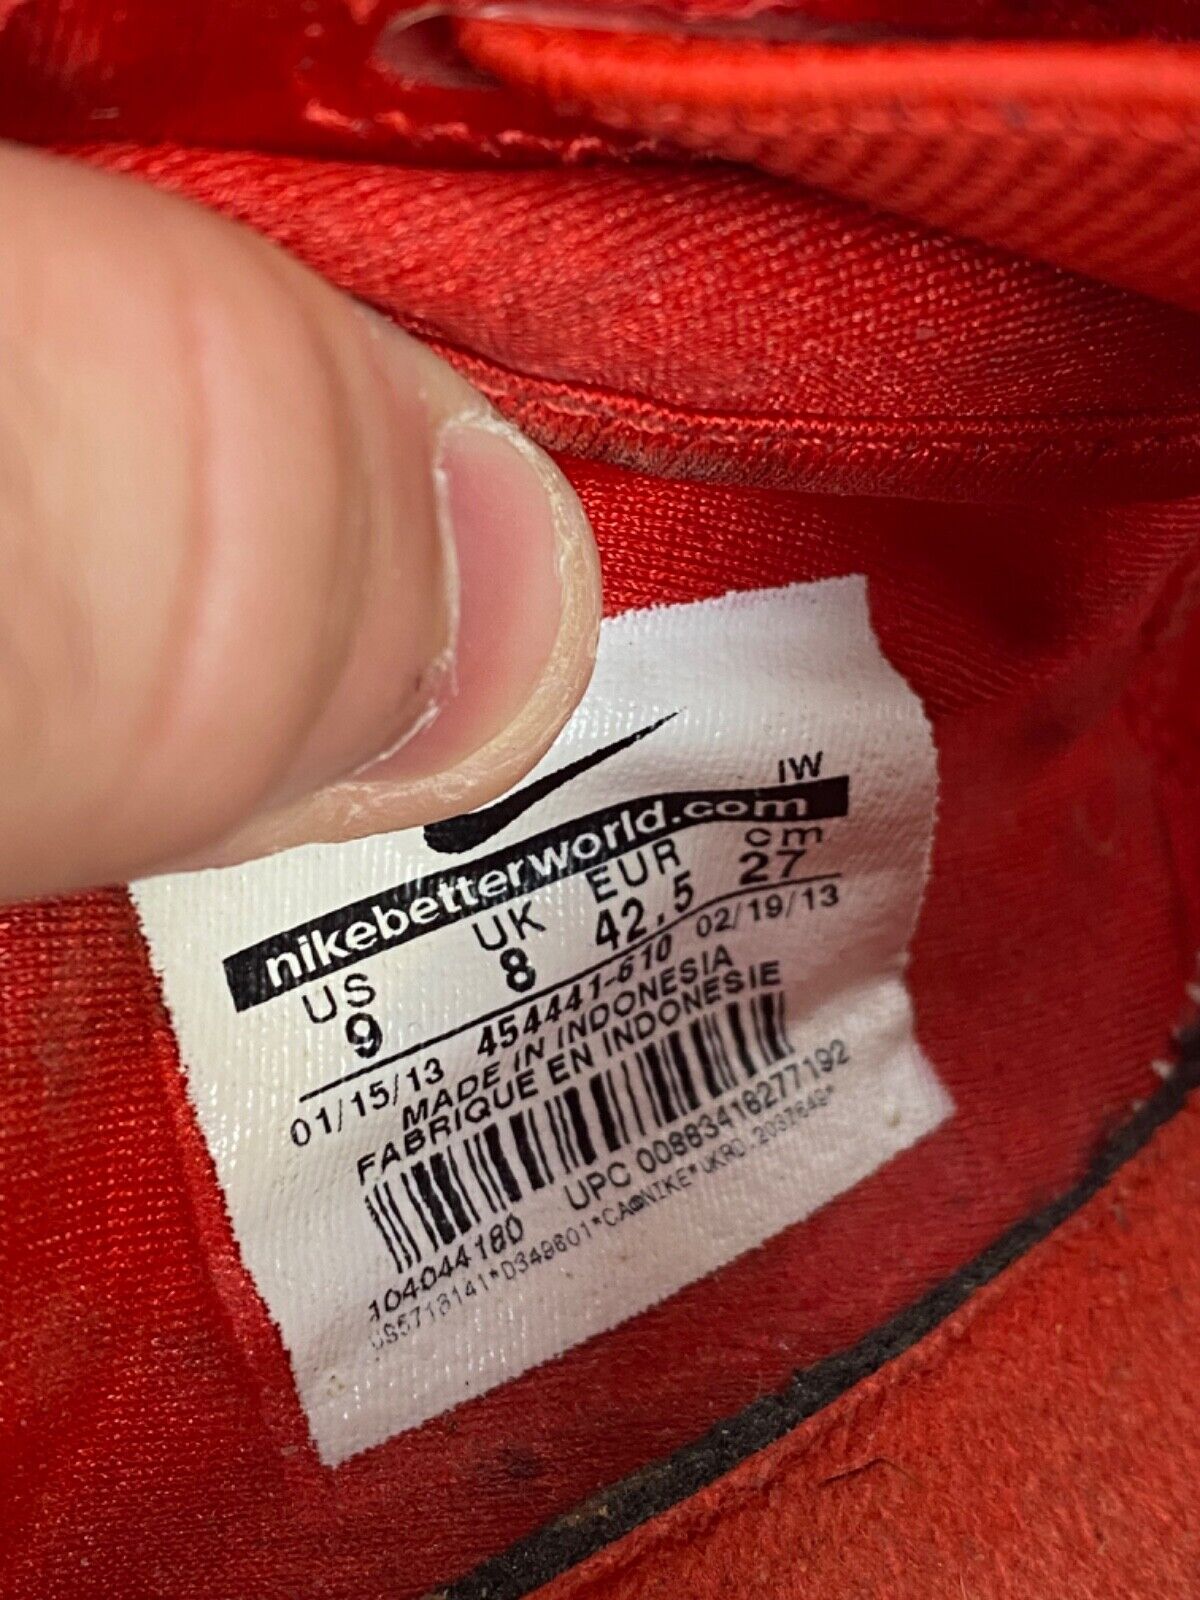 IW
nikebetterworld.com
US UK EUR cm
9 8 42.5 27
01/15/13 454441-610 02/19/13
MADE IN INDONESIA
FABRIQUE EN INDONESIE
104044180 UPC 00883418277192